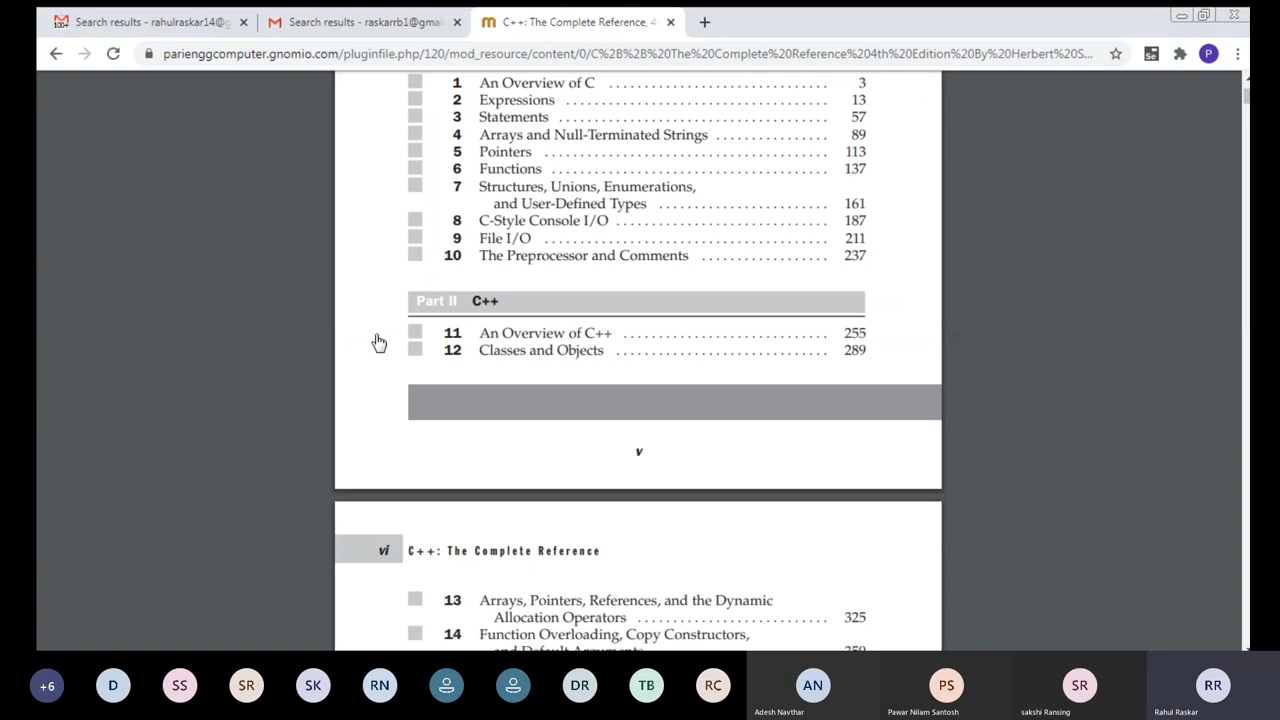 Search results - rahulraskar14@g
Search results - raskarrb1@gmai
C++: The Complete Reference, 4
100+
parienggcomputer.gnomio.com/pluginfile.php/120/mod_resource/content/0/C%2B%2B%20The%20Complete%20Reference%204th%20Edition%20By%20Herbert%20S...
Se
P
1 An Overview of C 3
2 Expressions 13
3 Statements 57
4 Arrays and Null-Terminated Strings 89
5 Pointers 113
6 Functions 137
7 Structures, Unions, Enumerations,
and User-Defined Types 161
8 C-Style Console I/O 187
9 File I/O 211
10 The Preprocessor and Comments 237
Part II C++
11 An Overview of C++ 255
12 Classes and Objects 289
v
vi C++: The Complete Reference
13 Arrays, Pointers, References, and the Dynamic
Allocation Operators 325
14 Function Overloading, Copy Constructors,
and Default Arguments 359
+6 D SS SR SK RN DR TB RC AN PS SR RR
Adesh Navthar Pawar Nilam Santosh sakshi Ransing Rahul Raskar